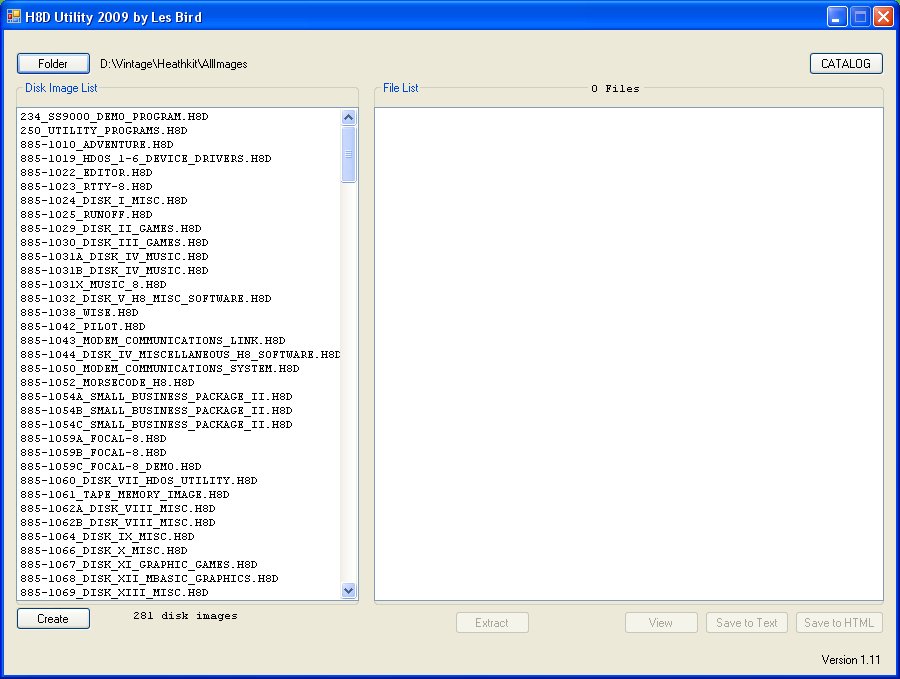 H8D Utility 2009 by Les Bird
Folder D:\Vintage\Heathkit\AllImages CATALOG
Disk Image List
File List 0 Files
234_SS9000_DEMO_PROGRAM.H8D
250_UTILITY_PROGRAMS.H8D
885-1010_ADVENTURE.H8D
885-1019_HDOS_1-6_DEVICE_DRIVERS.H8D
885-1022_EDITOR.H8D
885-1023_RTTY-8.H8D
885-1024_DISK_I_MISC.H8D
885-1025_RUNOFF.H8D
885-1029_DISK_II_GAMES.H8D
885-1030_DISK_III_GAMES.H8D
885-1031A_DISK_IV_MUSIC.H8D
885-1031B_DISK_IV_MUSIC.H8D
885-1031X_MUSIC_8.H8D
885-1032_DISK_V_H8_MISC_SOFTWARE.H8D
885-1038_WISE.H8D
885-1042_PILOT.H8D
885-1043_MODEM_COMMUNICATIONS_LINK.H8D
885-1044_DISK_IV_MISCELLANEOUS_H8_SOFTWARE.H8D
885-1050_MODEM_COMMUNICATIONS_SYSTEM.H8D
885-1052_MORSECODE_H8.H8D
885-1054A_SMALL_BUSINESS_PACKAGE_II.H8D
885-1054B_SMALL_BUSINESS_PACKAGE_II.H8D
885-1054C_SMALL_BUSINESS_PACKAGE_II.H8D
885-1059A_FOCAL-8.H8D
885-1059B_FOCAL-8.H8D
885-1059C_FOCAL-8_DEMO.H8D
885-1060_DISK_VII_HDOS_UTILITY.H8D
885-1061_TAPE_MEMORY_IMAGE.H8D
885-1062A_DISK_VIII_MISC.H8D
885-1062B_DISK_VIII_MISC.H8D
885-1064_DISK_IX_MISC.H8D
885-1066_DISK_X_MISC.H8D
885-1067_DISK_XI_GRAPHIC_GAMES.H8D
885-1068_DISK_XII_MBASIC_GRAPHICS.H8D
885-1069_DISK_XIII_MISC.H8D
Create 281 disk images
Extract View Save to Text Save to HTML
Version 1.11